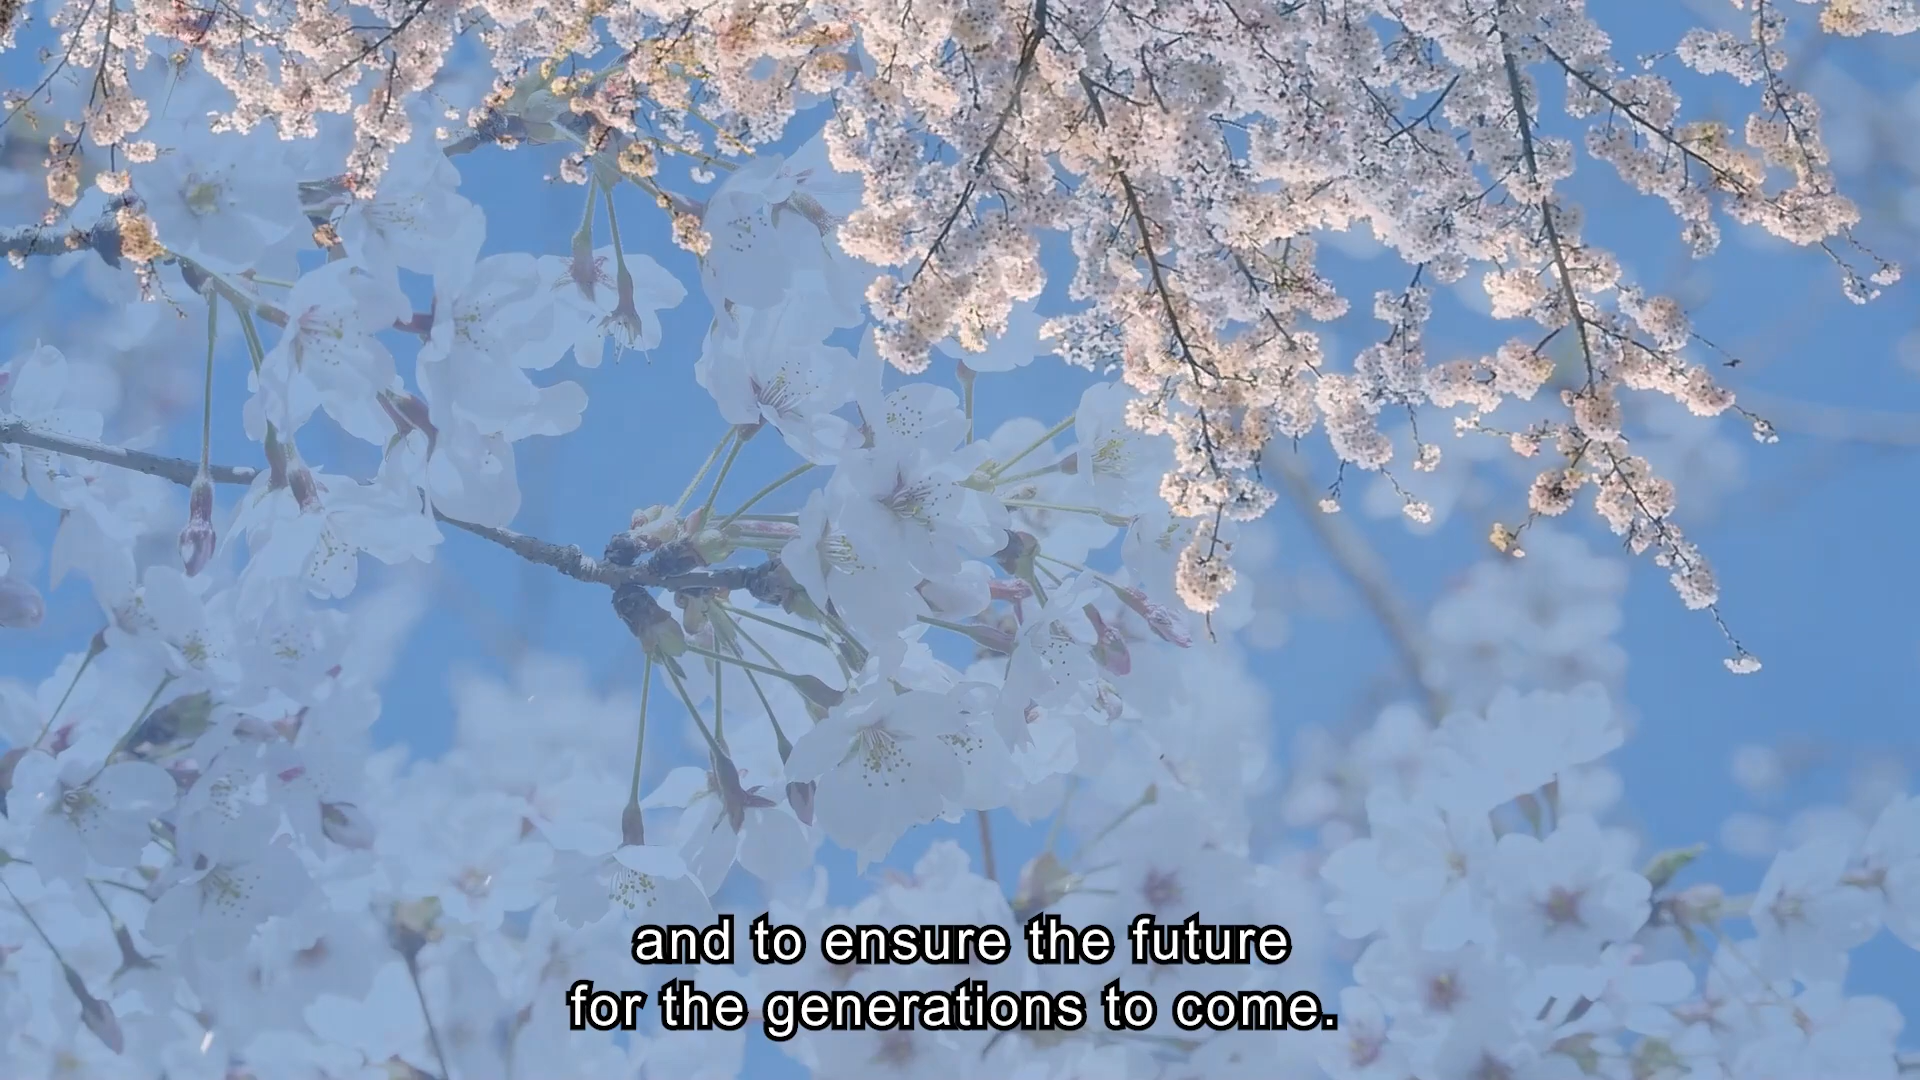 and to ensure the future
for the generations to come.